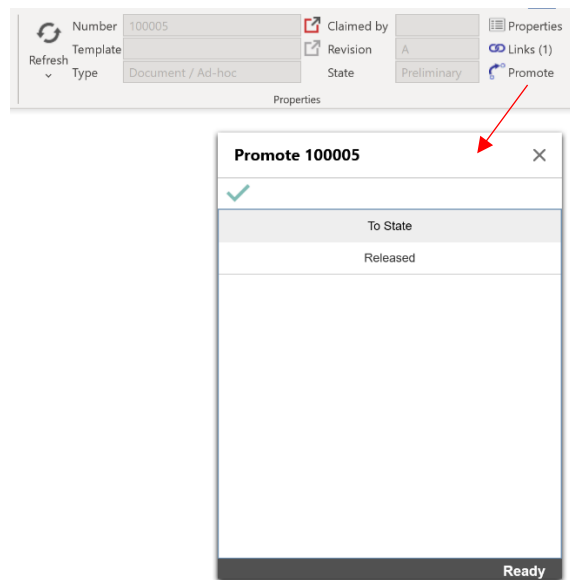 Number 100005 Claimed by Properties
Template Revision A Links (1)
Refresh
Type Document / Ad-hoc State Preliminary Promote
Properties
Promote 100005
To State
Released
Ready